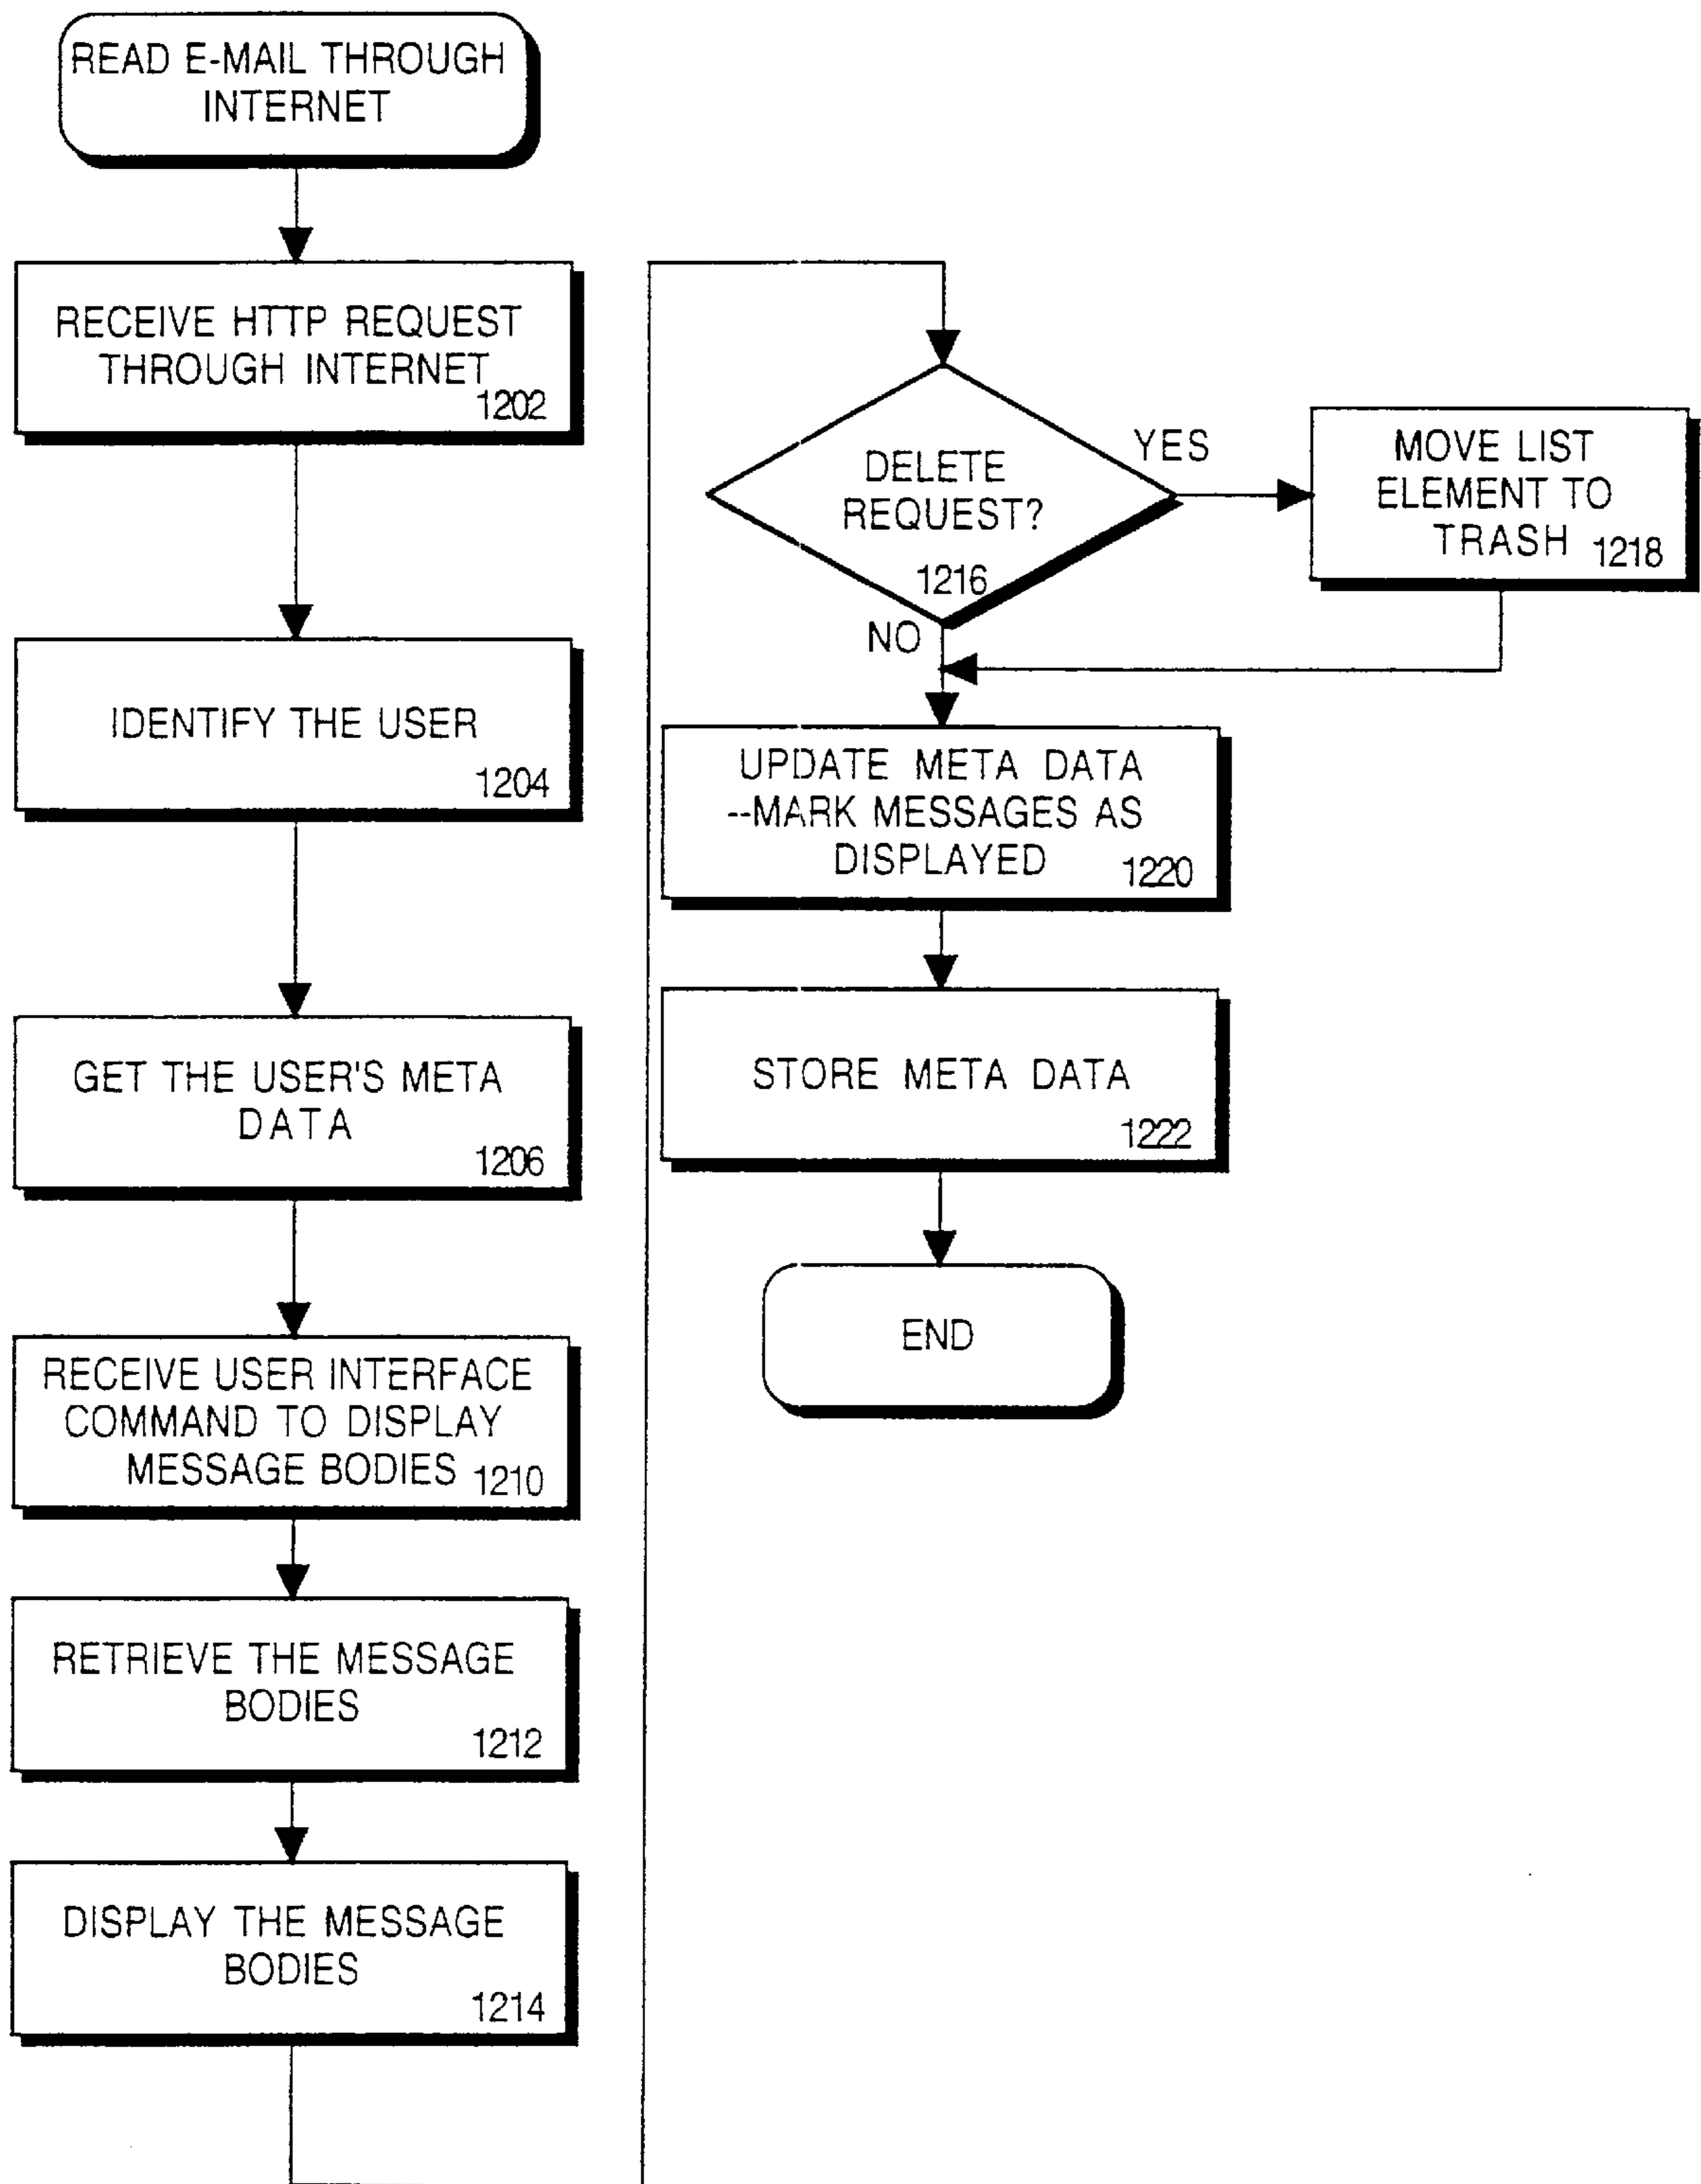 READ E-MAIL THROUGH
INTERNET
RECEIVE HTTP REQUEST
THROUGH INTERNET
1202
IDENTIFY THE USER
1204
GET THE USER'S META
DATA
1206
RECEIVE USER INTERFACE
COMMAND TO DISPLAY
MESSAGE BODIES 1210
RETRIEVE THE MESSAGE
BODIES
1212
DISPLAY THE MESSAGE
BODIES
1214
DELETE
REQUEST?
1216
YES
MOVE LIST
ELEMENT TO
TRASH 1218
NO
UPDATE META DATA
--MARK MESSAGES AS
DISPLAYED 1220
STORE META DATA
1222
END